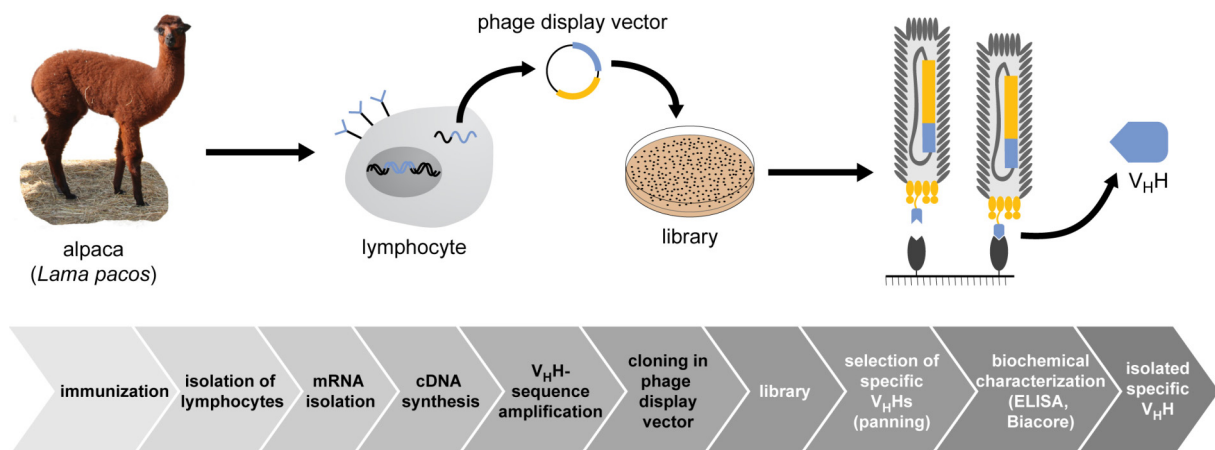 phage display vector
alpaca
(Lama pacos)
lymphocyte
library
VHH
immunization
isolation of
lymphocytes
mRNA
isolation
cDNA
synthesis
VHH-
sequence
amplification
cloning in
phage
display
vector
library
selection of
specific
VHHs
(panning)
biochemical
characterization
(ELISA,
Biacore)
isolated
specific
VHH